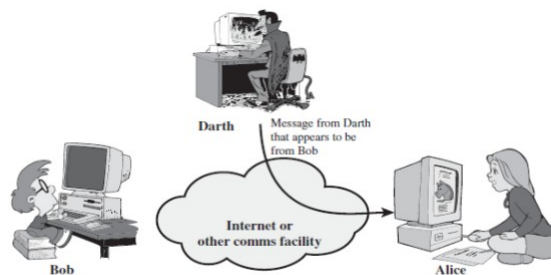 Darth
Message from Darth
that appears to be
from Bob
Internet or
other comms facility
Bob
Alice